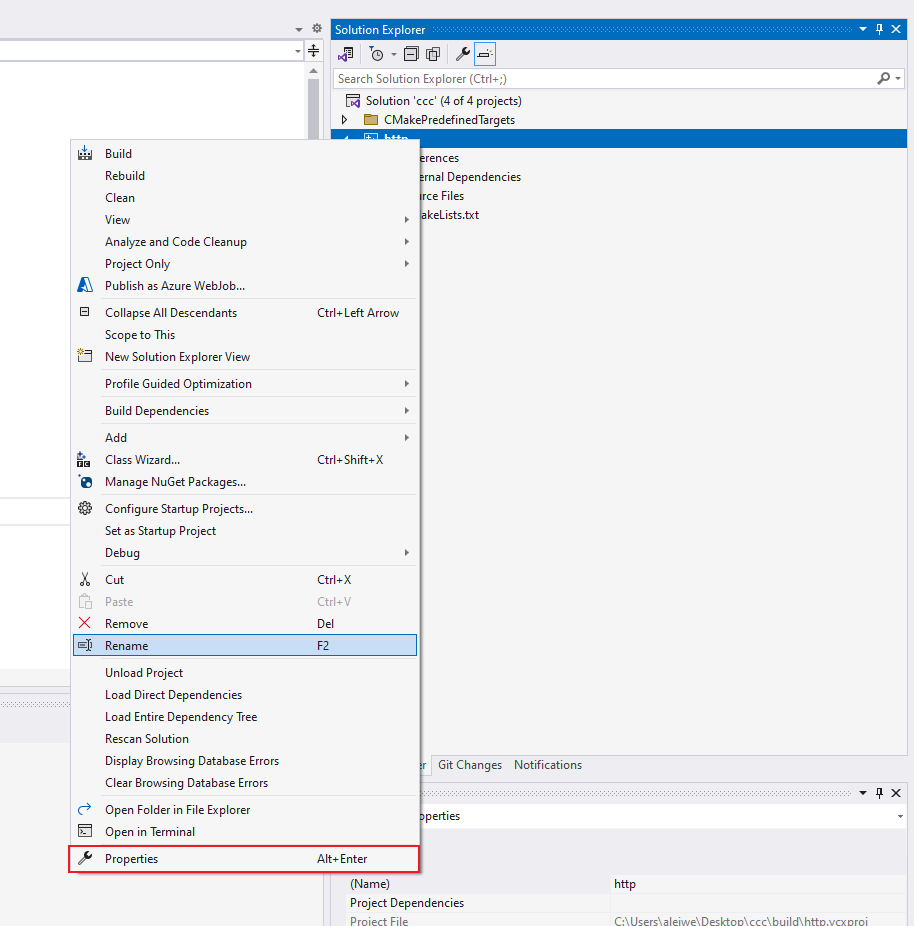 Solution Explorer
Search Solution Explorer (Ctrl+;)
Solution 'ccc' (4 of 4 projects)
CMakePredefinedTargets
http
erences
ernal Dependencies
rce Files
akeLists.txt
Build
Rebuild
Clean
View
Analyze and Code Cleanup
Project Only
Publish as Azure WebJob...
Collapse All Descendants Ctrl+Left Arrow
Scope to This
New Solution Explorer View
Profile Guided Optimization
Build Dependencies
Add
Class Wizard... Ctrl+Shift+X
Manage NuGet Packages...
Configure Startup Projects...
Set as Startup Project
Debug
Cut Ctrl+X
Paste Ctrl+V
Remove Del
Rename F2
Unload Project
Load Direct Dependencies
Load Entire Dependency Tree
Rescan Solution
Display Browsing Database Errors
Clear Browsing Database Errors
Open Folder in File Explorer
Open in Terminal
Properties Alt+Enter
er Git Changes Notifications
operties
(Name) http
Project Dependencies
Project File C:\Users\aleiwe\Desktop\ccc\build\http.vcxproj